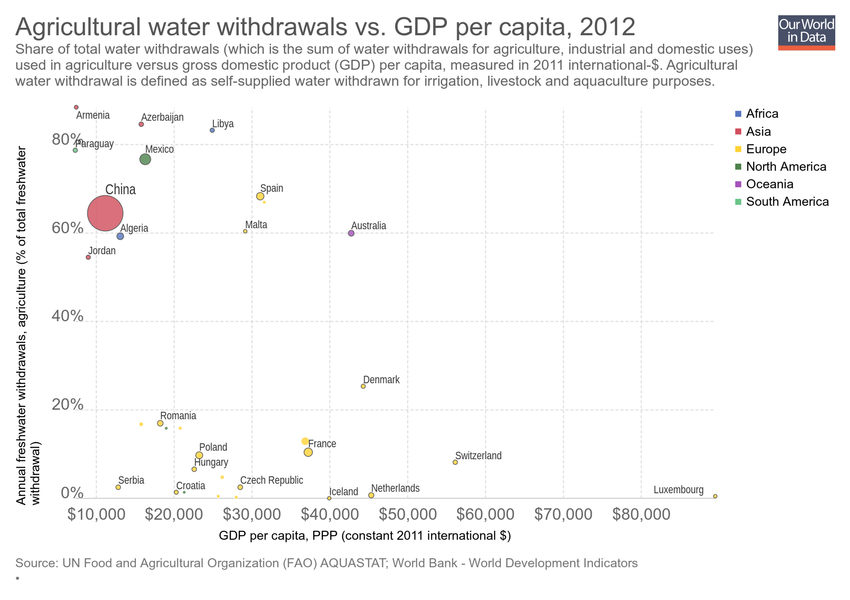 Agricultural water withdrawals vs. GDP per capita, 2012
Our World
in Data
Share of total water withdrawals (which is the sum of water withdrawals for agriculture, industrial and domestic uses)
used in agriculture versus gross domestic product (GDP) per capita, measured in 2011 international-$. Agricultural
water withdrawal is defined as self-supplied water withdrawn for irrigation, livestock and aquaculture purposes.
Africa
Asia
Europe
North America
Oceania
South America
Annual freshwater withdrawals, agriculture (% of total freshwater
withdrawal)
80%
60%
40%
20%
0%
Armenia
Azerbaijan
Libya
Paraguay
Mexico
China
Spain
Algeria
Malta
Australia
Jordan
Denmark
Romania
Poland
France
Hungary
Switzerland
Serbia
Croatia
Czech Republic
Iceland
Netherlands
Luxembourg
$10,000
$20,000
$30,000
$40,000
$50,000
$60,000
$70,000
$80,000
GDP per capita, PPP (constant 2011 international $)
Source: UN Food and Agricultural Organization (FAO) AQUASTAT; World Bank - World Development Indicators
•